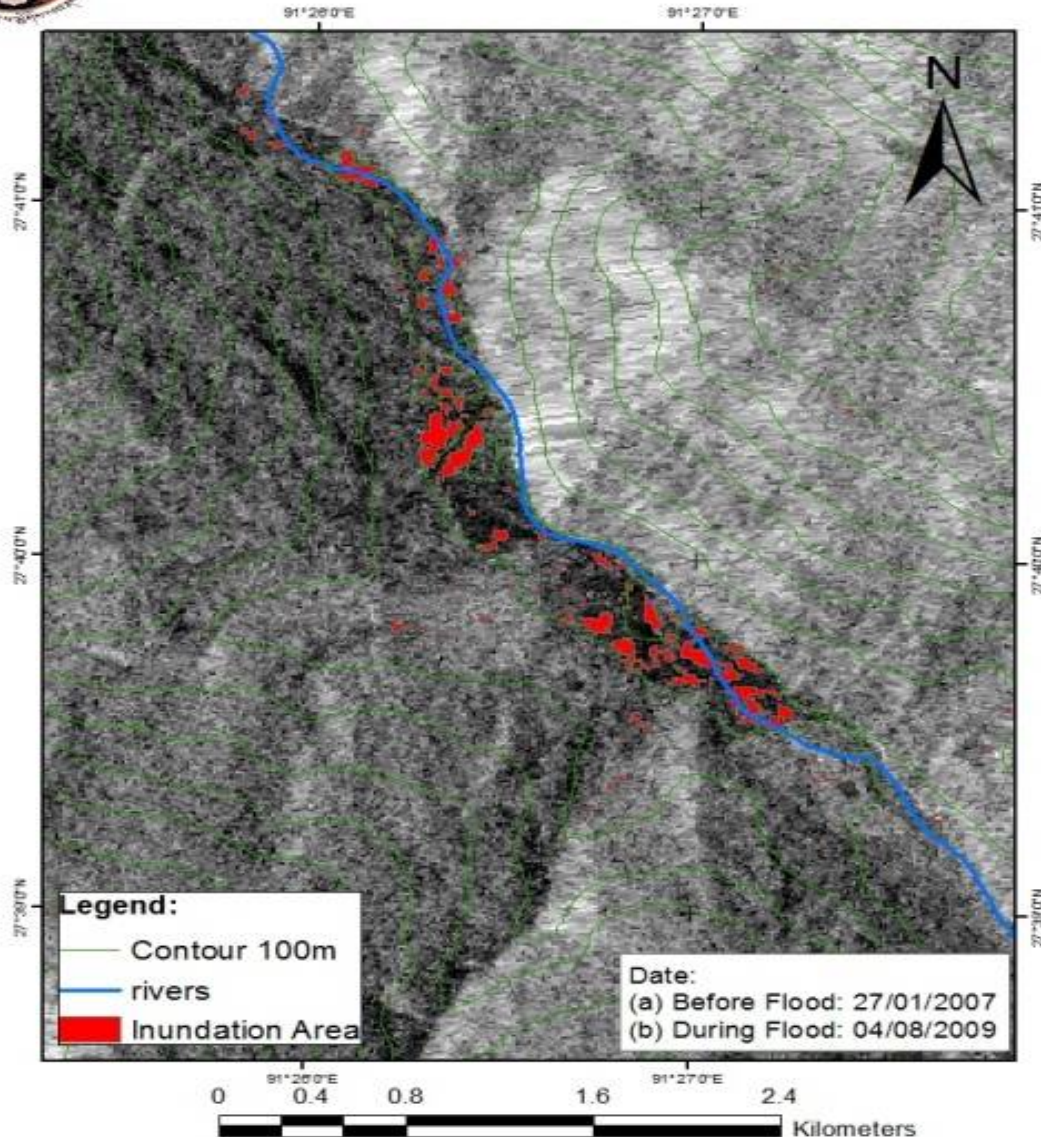 91°26'0"E 91°27'0"E
N
27°41'0"N 27°41'0"N
27°40'0"N 27°40'0"N
27°39'0"N 27°39'0"N
Legend:
Contour 100m
rivers
Inundation Area
Date:
(a) Before Flood: 27/01/2007
(b) During Flood: 04/08/2009
91°26'0"E 91°27'0"E
0 0.4 0.8 1.6 2.4
Kilometers